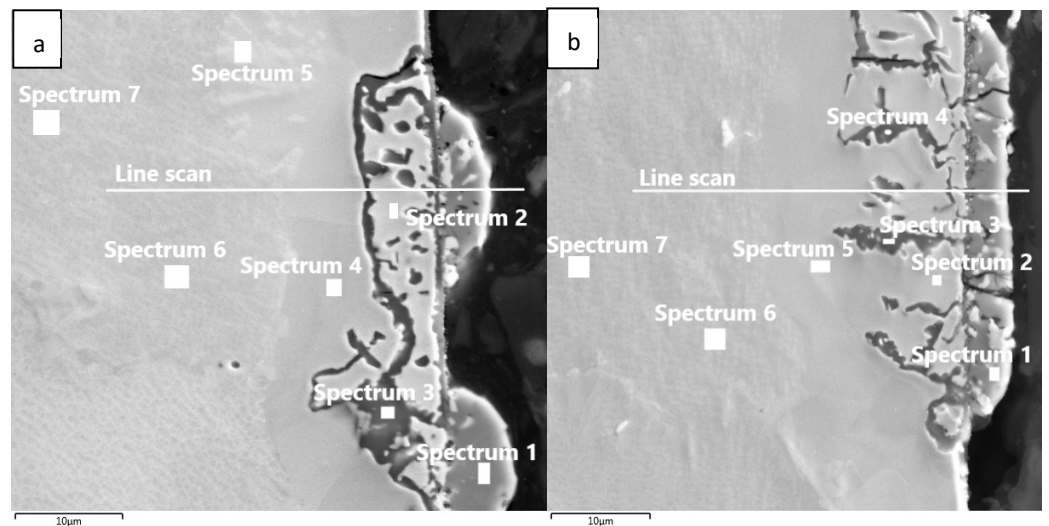 a
Spectrum 5
Spectrum 7
Line scan
Spectrum 2
Spectrum 6
Spectrum 4
Spectrum 3
Spectrum 1
10µm
b
Spectrum 4
Line scan
Spectrum 3
Spectrum 7
Spectrum 5
Spectrum 2
Spectrum 6
Spectrum 1
10µm